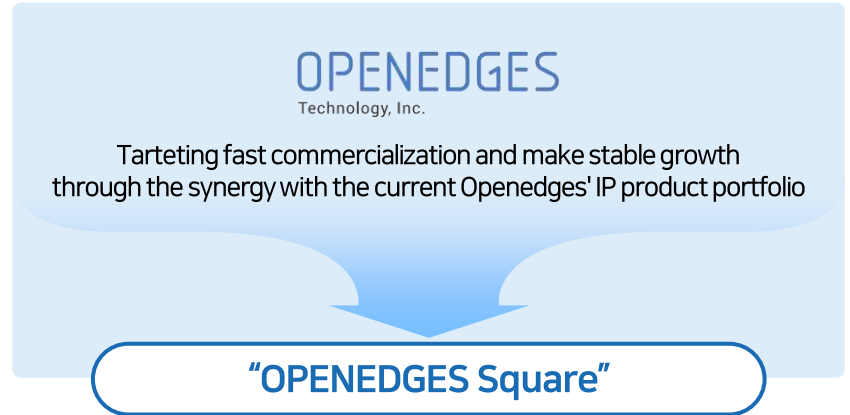 OPENEDGES
Technology, Inc.
Tarteting fast commercialization and make stable growth
through the synergy with the current Openedges' IP product portfolio
“OPENEDGES Square”